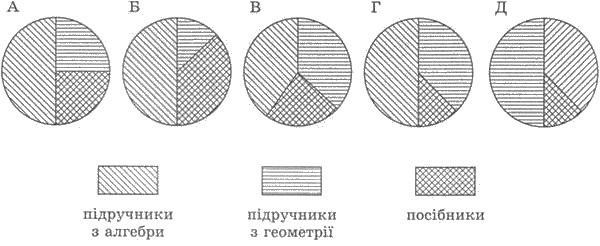 А Б В Г Д
підручники
з алгебри
підручники
з геометрії
посібники